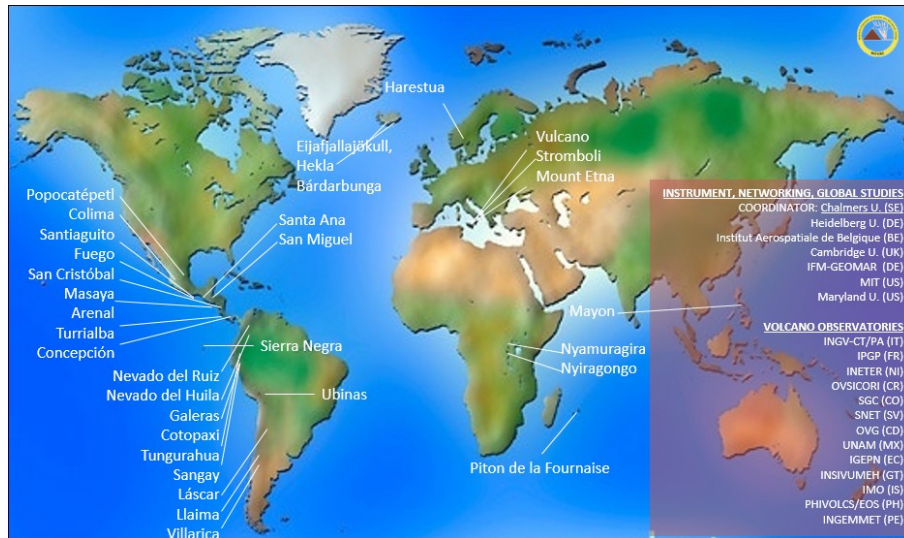 Harestua
Eijafjallajökull,
Hekla
Bárdarbunga
Vulcano
Stromboli
Mount Etna
Popocatépetl
Colima
Santiaguito
Fuego
San Cristóbal
Masaya
Arenal
Turrialba
Concepción
Santa Ana
San Miguel
Sierra Negra
Nevado del Ruiz
Nevado del Huila
Galeras
Cotopaxi
Tungurahua
Sangay
Láscar
Llaima
Villarica
Ubinas
Mayon
Nyamuragira
Nyiragongo
Piton de la Fournaise
INSTRUMENT, NETWORKING, GLOBAL STUDIES
COORDINATOR: Chalmers U. (SE)
Heidelberg U. (DE)
Institut Aerospatiale de Belgique (BE)
Cambridge U. (UK)
IFM-GEOMAR (DE)
MIT (US)
Maryland U. (US)
VOLCANO OBSERVATORIES
INGV-CT/PA (IT)
IPGP (FR)
INETER (NI)
OVSICORI (CR)
SGC (CO)
SNET (SV)
OVG (CD)
UNAM (MX)
IGEPN (EC)
INSIVUMEH (GT)
IMO (IS)
PHIVOLCS/EOS (PH)
INGEMMET (PE)